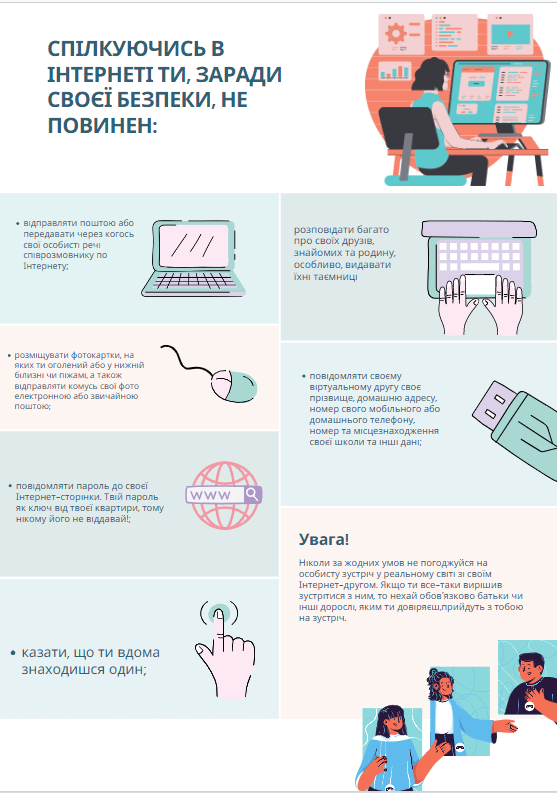 СПІЛКУЮЧИСЬ В
ІНТЕРНЕТІ ТИ, ЗАРАДИ
СВОЄЇ БЕЗПЕКИ, НЕ
ПОВИНЕН:
• відправляти поштою або
передавати через когось
свої особисті речі
співрозмовнику по
Інтернету;
розповідати багато
про своїх друзів,
знайомих та родину,
особливо, видавати
їхні таємниці
• розміщувати фотокартки, на
яких ти оголений або у нижній
білизні чи піжамі, а також
відправляти комусь свої фото
електронною або звичайною
поштою;
• повідомляти своєму
віртуальному другу своє
прізвище, домашню адресу,
номер свого мобільного або
домашнього телефону,
номер та місцезнаходження
своєї школи та інші дані;
• повідомляти пароль до своєї
Інтернет–сторінки. Твій пароль
як ключ від твоєї квартири, тому
нікому його не віддавай!;
WWW
• казати, що ти вдома
знаходишся один;
Увага!
Ніколи за жодних умов не погоджуйся на
особисту зустріч у реальному світі зі своїм
Інтернет–другом. Якщо ти все–таки вирішив
зустрітися з ним, то нехай обов'язково батьки чи
інші дорослі, яким ти довіряєш,прийдуть з тобою
на зустріч.